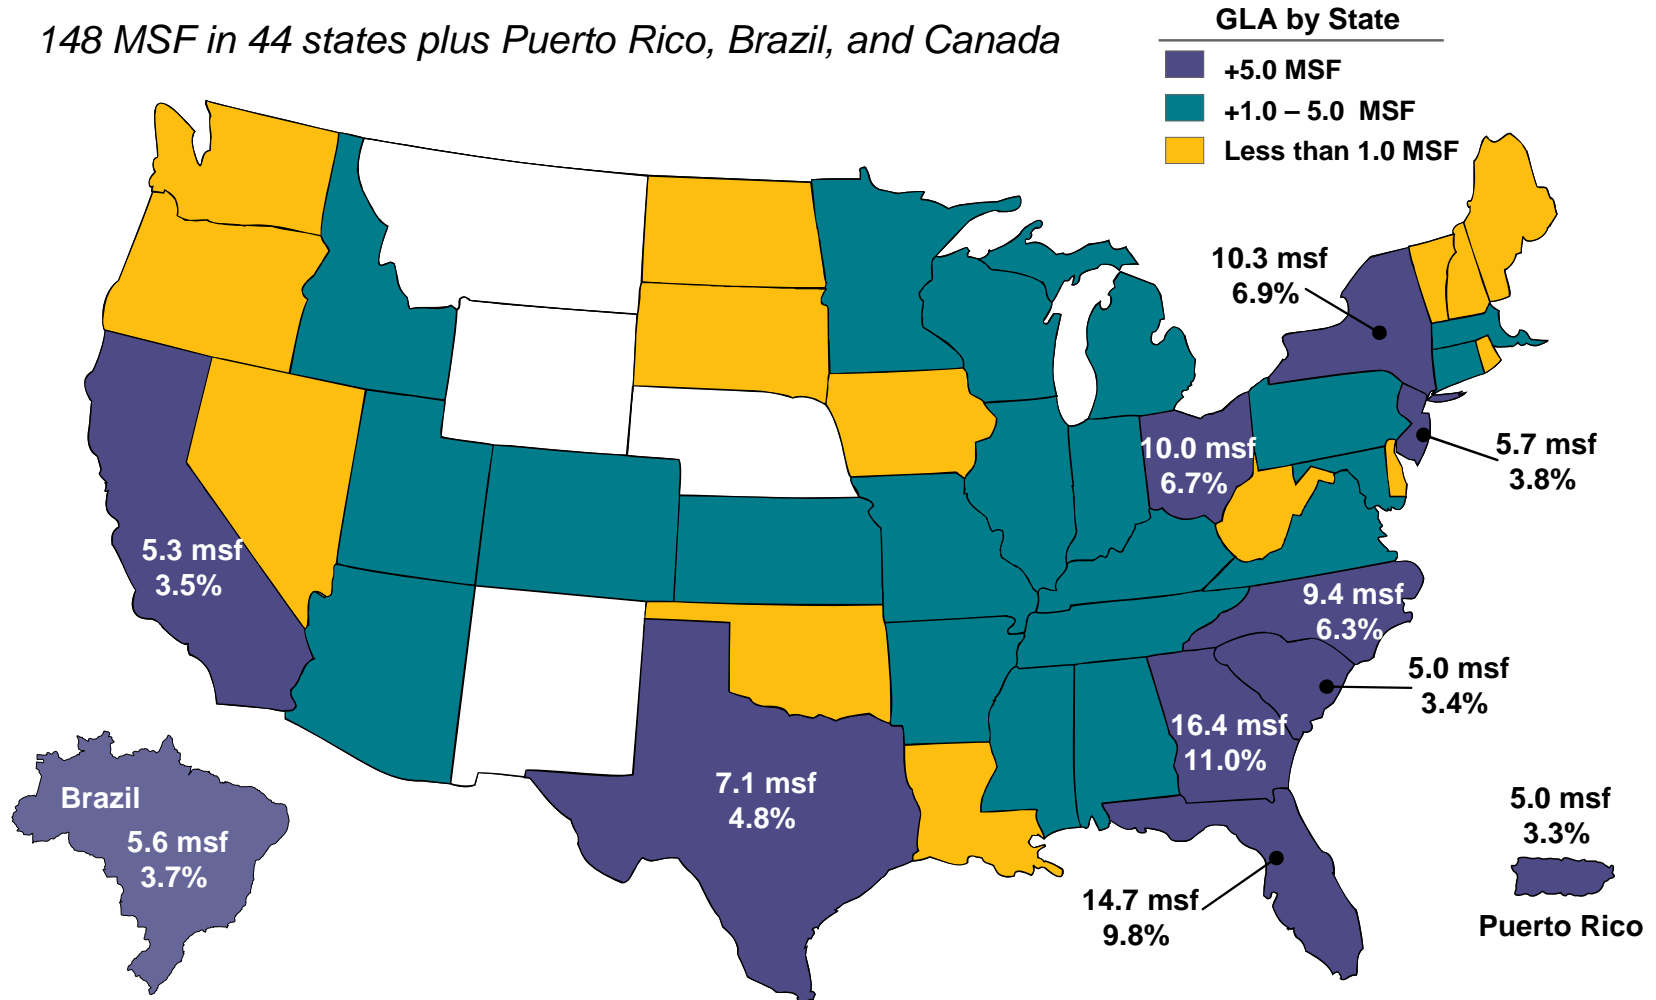 148 MSF in 44 states plus Puerto Rico, Brazil, and Canada
GLA by State
+5.0 MSF
+1.0 – 5.0 MSF
Less than 1.0 MSF
10.3 msf
6.9%
10.0 msf
6.7%
5.7 msf
3.8%
5.3 msf
3.5%
9.4 msf
6.3%
5.0 msf
3.4%
16.4 msf
11.0%
7.1 msf
4.8%
Brazil
5.6 msf
3.7%
5.0 msf
3.3%
Puerto Rico
14.7 msf
9.8%